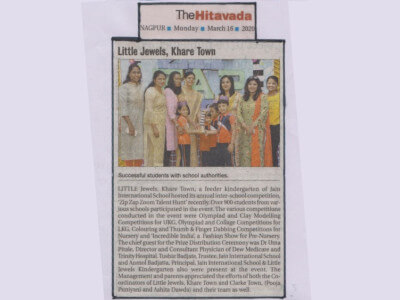 TheHitavada
NAGPUR ■ Monday ■ March 16 ■ 2020
Little Jewels, Khare Town
Successful students with school authorities.
LITTLE Jewels, Khare Town, a feeder kindergarten of Jain
International School hosted its annual inter-school competition,
'Zip Zap Zoom Talent Hunt' recently. Over 900 students from var-
ious schools participated in the event. The various competitions
conducted in the event were Olympiad and Clay Modelling
Competitions for UKG, Olympiad and Collage Competitions for
LKG, Colouring and Thumb & Finger Dabbing Competitions for
Nursery and 'Incredible India', a Fashion Show for Pre-Nursery.
The chief guest for the Prize Distribution Ceremony was Dr Uma
Pitale, Director and Consultant Physician of Dew Medicare and
Trinity Hospital. Tushar Badjate, Trustee, Jain International School
and Anmol Badjatia, Principal, Jain International School & Little
Jewels Kindergarten also were present at the event. The
Management and parents appreciated the efforts of both the Co-
ordinators of Little Jewels, Khare Town and Clarke Town, (Pooja
and their team as well.